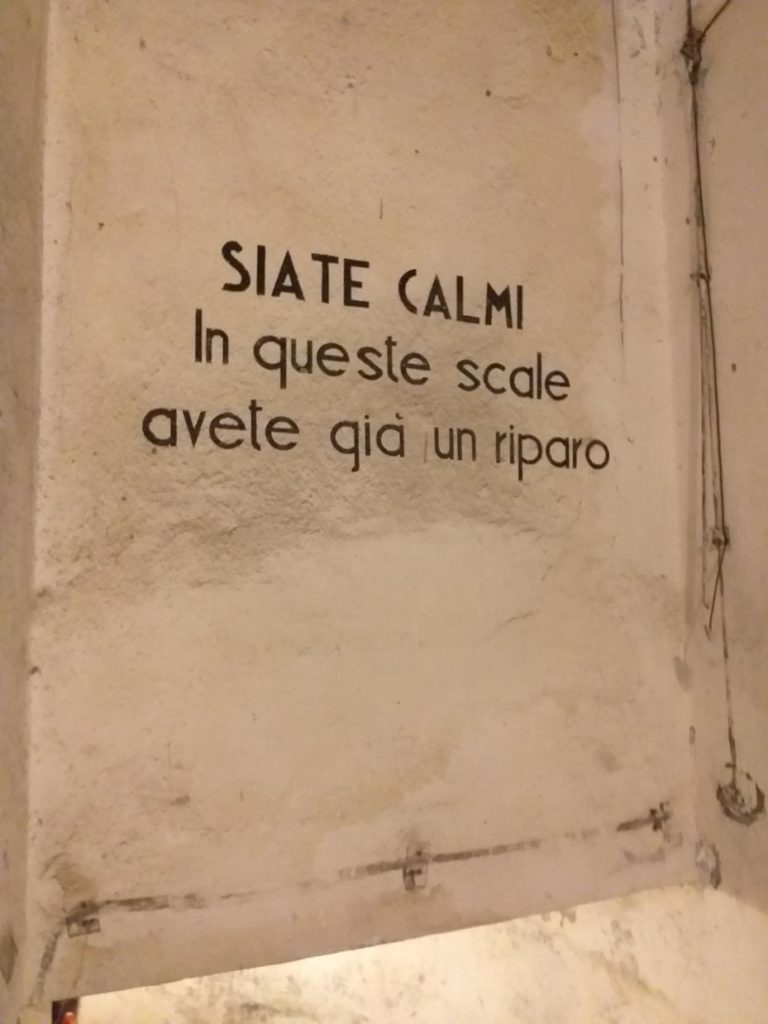 SIATE CALMI
In queste scale
avete già un riparo